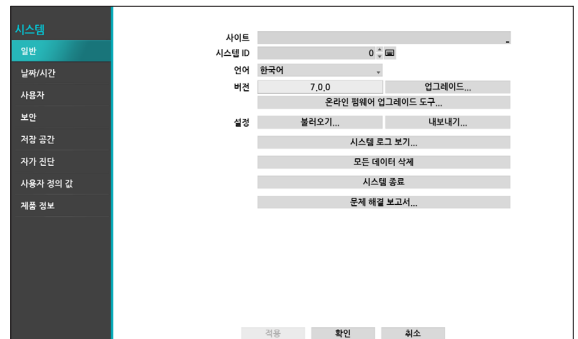 시스템
일반
날짜/시간
사용자
보안
저장 공간
자가 진단
사용자 정의 값
제품 정보
사이트
시스템 ID 0
언어 한국어
버전 7.0.0 업그레이드...
온라인 펌웨어 업그레이드 도구...
설정 불러오기... 내보내기...
시스템 로그 보기...
모든 데이터 삭제
시스템 종료
문제 해결 보고서...
적용 확인 취소